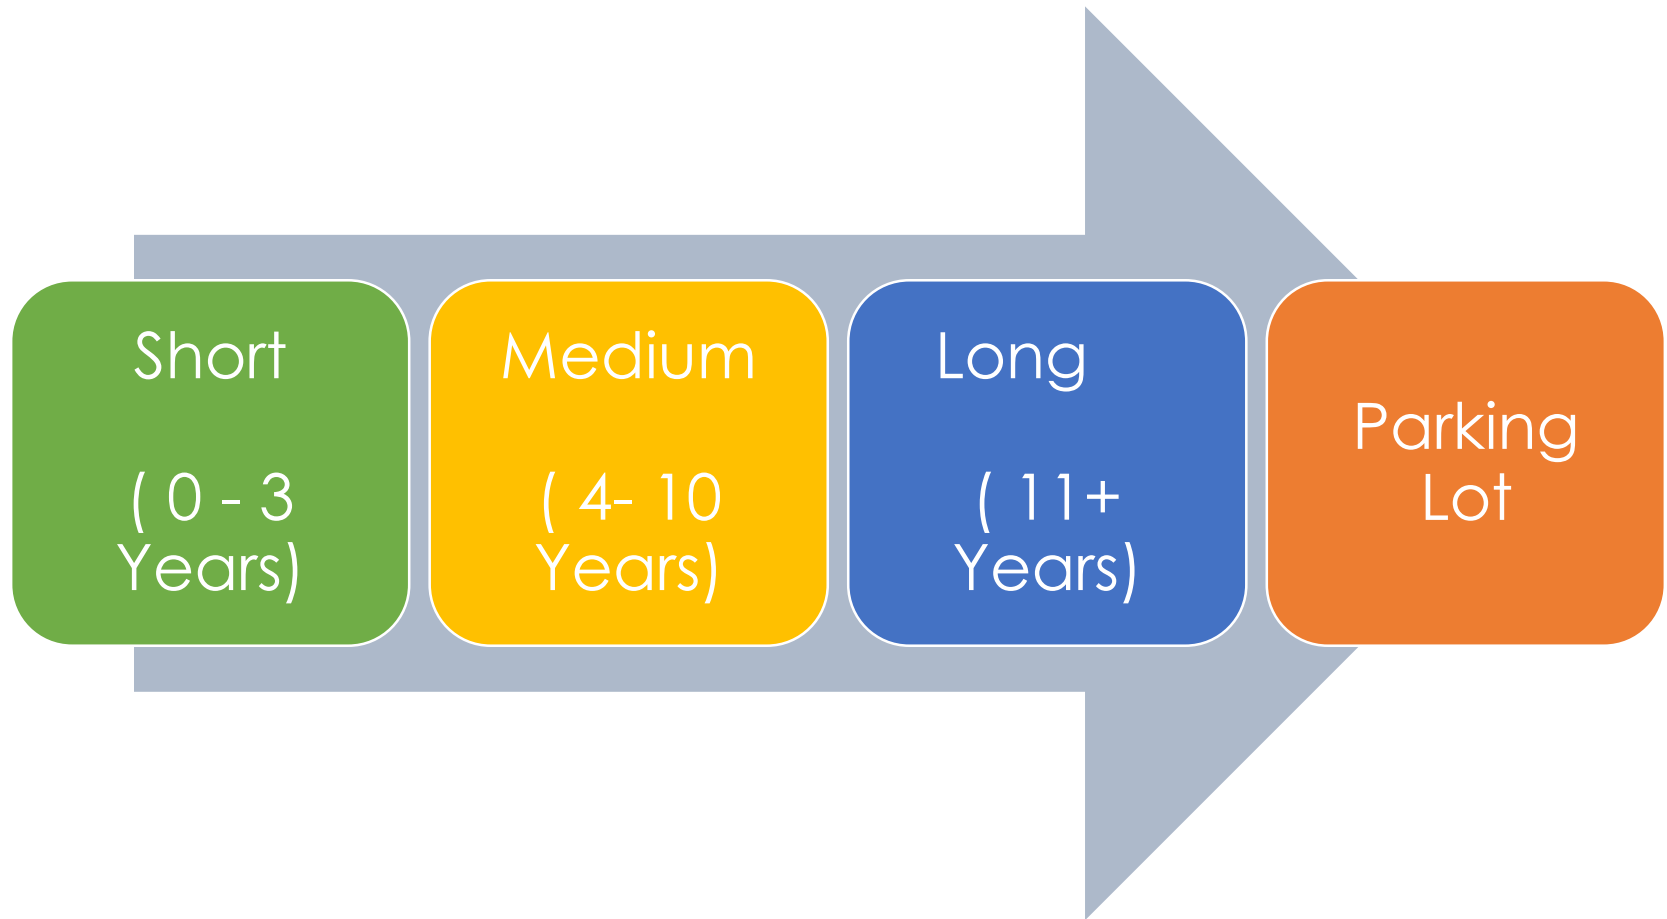 Short
( 0 - 3
Years)
Medium
( 4- 10
Years)
Long
( 11+
Years)
Parking
Lot